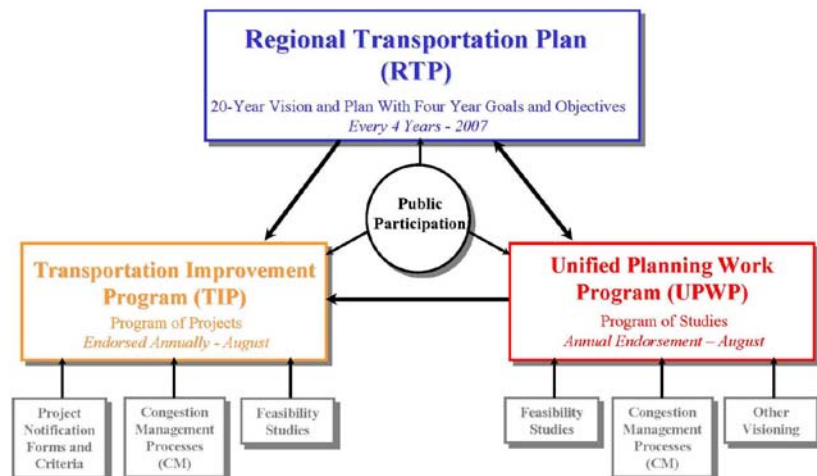 Regional Transportation Plan
(RTP)
20-Year Vision and Plan With Four Year Goals and Objectives
Every 4 Years - 2007
Public
Participation
Transportation Improvement
Program (TIP)
Program of Projects
Endorsed Annually - August
Unified Planning Work
Program (UPWP)
Program of Studies
Annual Endorsement – August
Project
Notification
Forms and
Criteria
Congestion
Management
Processes
(CM)
Feasibility
Studies
Feasibility
Studies
Congestion
Management
Processes
(CM)
Other
Visioning